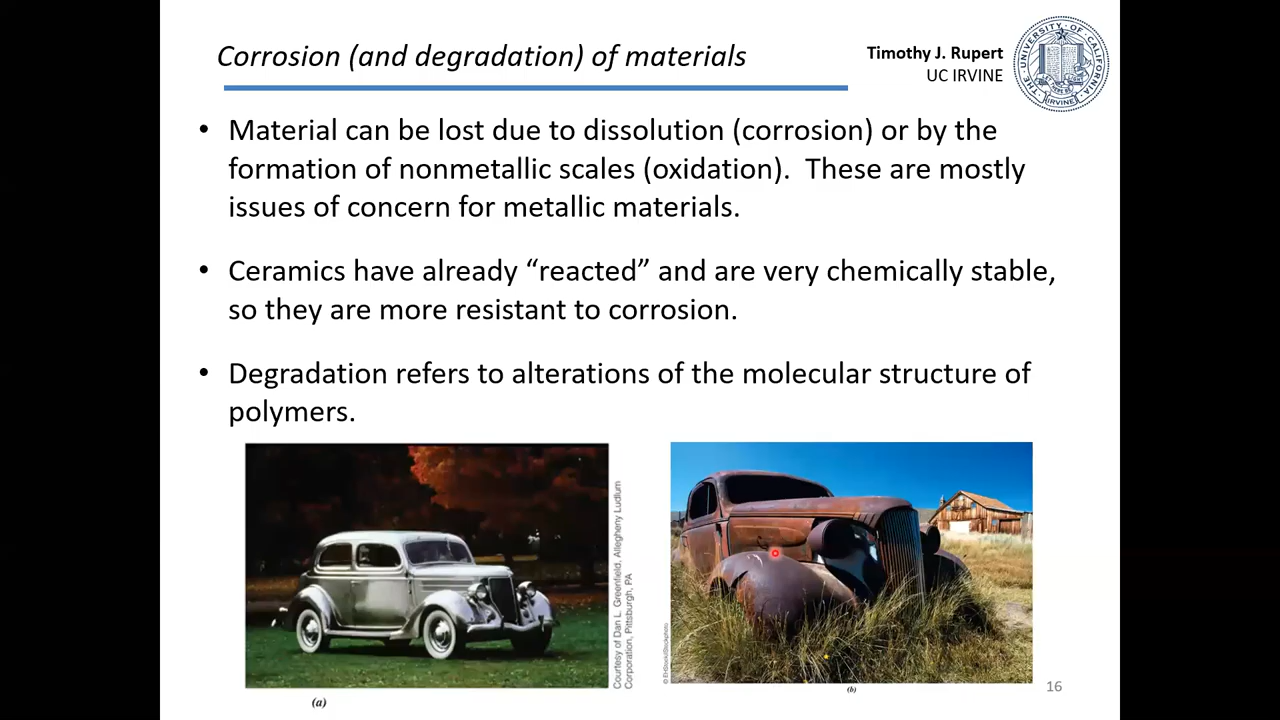 Corrosion (and degradation) of materials
Timothy J. Rupert
UC IRVINE
• Material can be lost due to dissolution (corrosion) or by the
formation of nonmetallic scales (oxidation).  These are mostly
issues of concern for metallic materials.
• Ceramics have already “reacted” and are very chemically stable,
so they are more resistant to corrosion.
• Degradation refers to alterations of the molecular structure of
polymers.
Courtesy of Dan L. Greenfield, Allegheny Ludlum
Corporation, Pittsburgh, PA
(a)
(b)
16